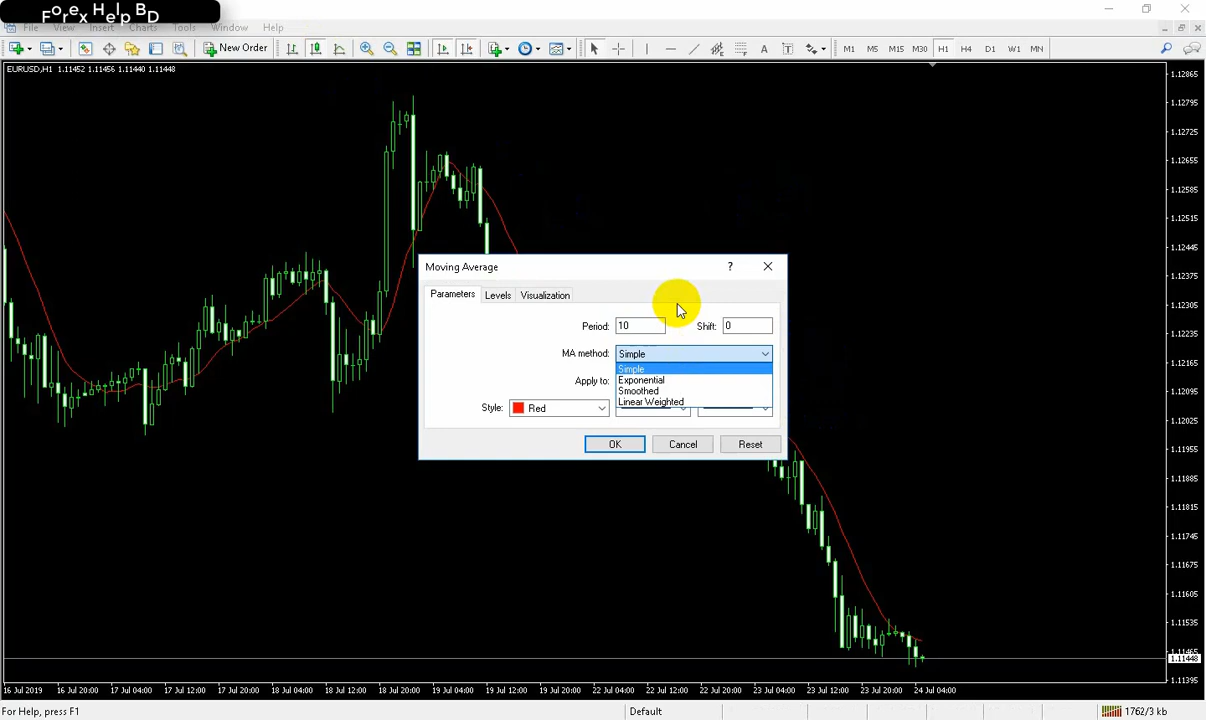 Forex Help BD
File View Insert Charts Tools Window Help
New Order M1 M5 M15 M30 H1 H4 D1 W1 MN
EURUSD,H1 1.11452 1.11456 1.11440 1.11448
1.12865
1.12795
1.12725
1.12655
1.12585
1.12515
1.12445
1.12375
1.12305
1.12235
1.12165
1.12095
1.12025
1.11955
1.11885
1.11815
1.11745
1.11675
1.11605
1.11535
1.11465
1.11448
1.11395
Moving Average
Parameters Levels Visualization
Period: 10 Shift: 0
MA method: Simple
Simple
Exponential
Apply to:
Smoothed
Linear Weighted
Style: Red
OK Cancel Reset
16 Jul 2019 16 Jul 20:00 17 Jul 04:00 17 Jul 12:00 17 Jul 20:00 18 Jul 04:00 18 Jul 12:00 18 Jul 20:00 19 Jul 04:00 19 Jul 12:00 19 Jul 20:00 22 Jul 04:00 22 Jul 12:00 22 Jul 20:00 23 Jul 04:00 23 Jul 12:00 23 Jul 20:00 24 Jul 04:00
For Help, press F1 Default 1762/3 kb